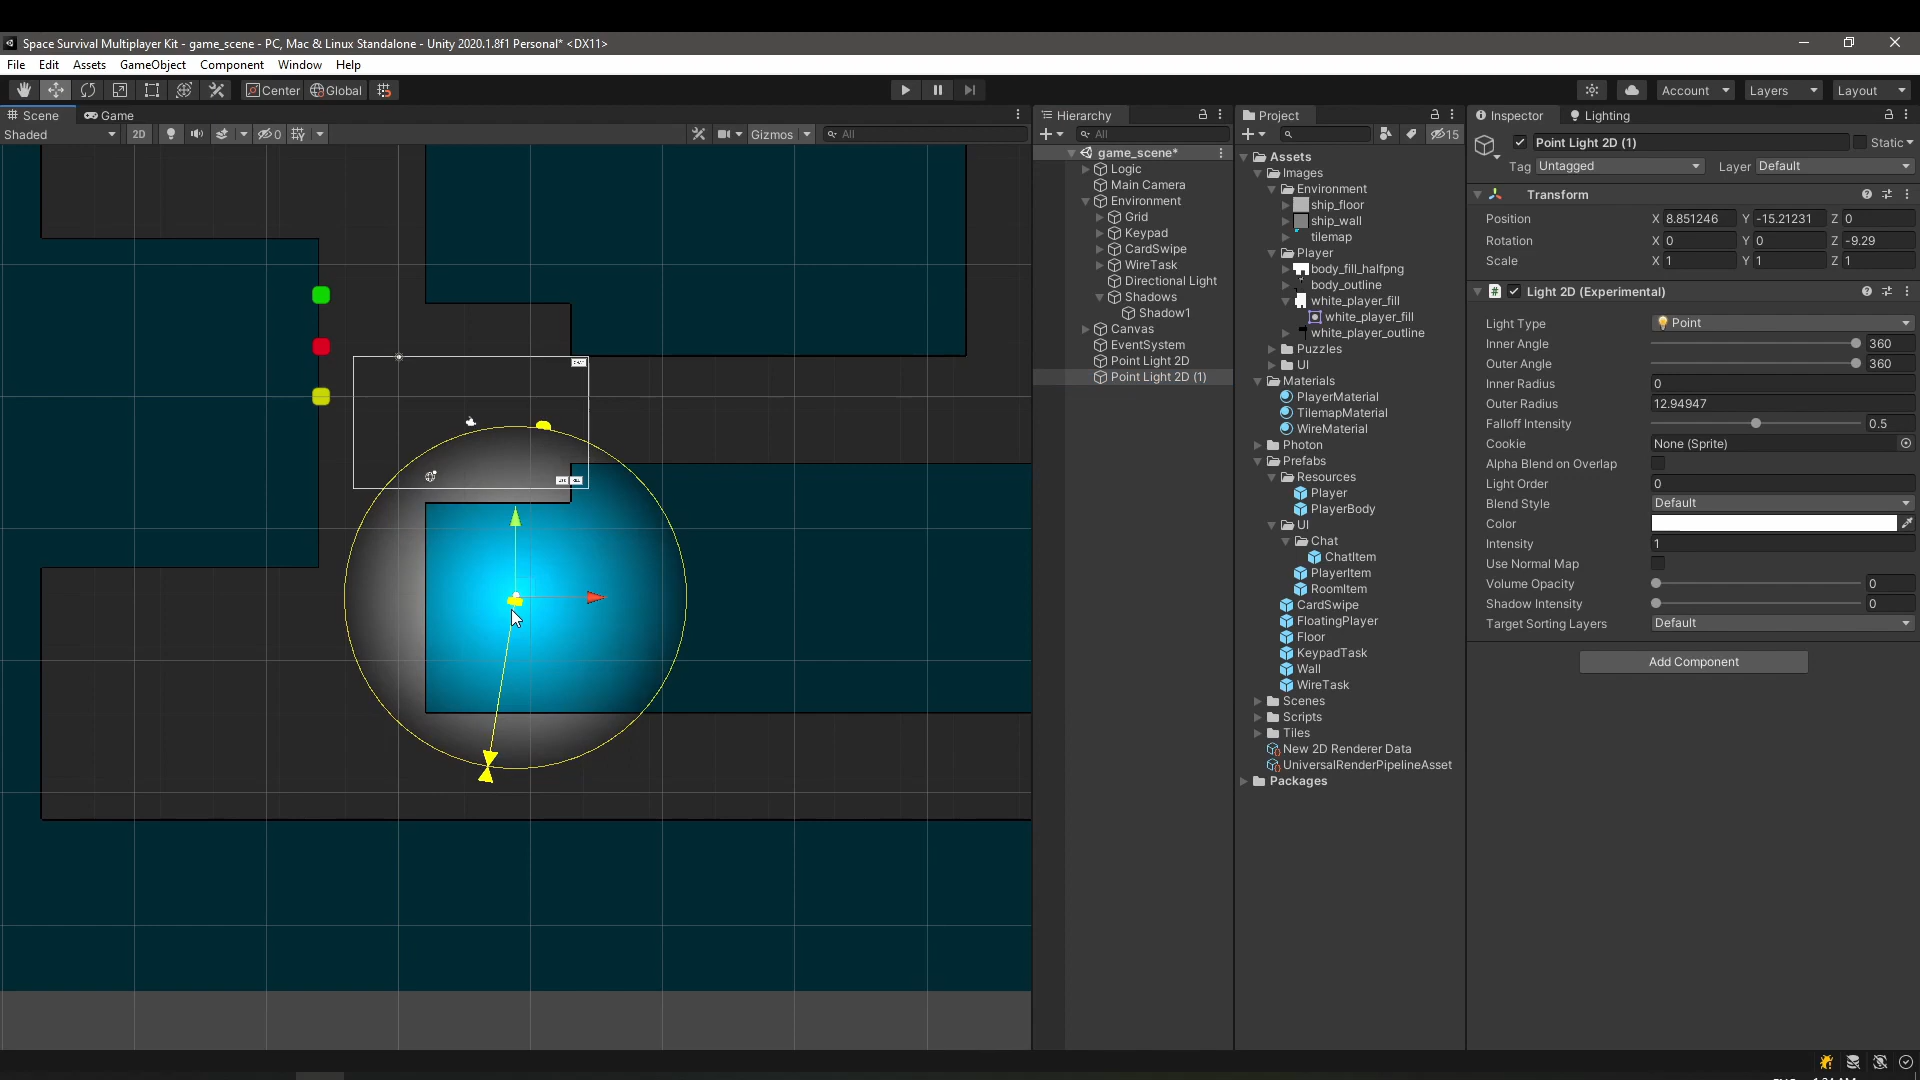 Space Survival Multiplayer Kit - game_scene - PC, Mac & Linux Standalone - Unity 2020.1.8f1 Personal* <DX11>
File Edit Assets GameObject Component Window Help
Center Global Account Layers Layout
Scene Game
Shaded 2D 0 Gizmos All
CHAT
Hierarchy
All
game_scene*
Logic
Main Camera
Environment
Grid
Keypad
CardSwipe
WireTask
Directional Light
Shadows
Shadow1
Canvas
EventSystem
Point Light 2D
Point Light 2D (1)
Project
15
Assets
Images
Environment
ship_floor
ship_wall
tilemap
Player
body_fill_halfpng
body_outline
white_player_fill
white_player_fill
white_player_outline
Puzzles
UI
Materials
PlayerMaterial
TilemapMaterial
WireMaterial
Photon
Prefabs
Resources
Player
PlayerBody
UI
Chat
ChatItem
PlayerItem
RoomItem
CardSwipe
FloatingPlayer
Floor
KeypadTask
Wall
WireTask
Scenes
Scripts
Tiles
New 2D Renderer Data
UniversalRenderPipelineAsset
Packages
Inspector Lighting
Point Light 2D (1) Static
Tag Untagged Layer Default
Transform
Position X 8.851246 Y -15.21231 Z 0
Rotation X 0 Y 0 Z -9.29
Scale X 1 Y 1 Z 1
Light 2D (Experimental)
Light Type Point
Inner Angle 360
Outer Angle 360
Inner Radius 0
Outer Radius 12.94947
Falloff Intensity 0.5
Cookie None (Sprite)
Alpha Blend on Overlap
Light Order 0
Blend Style Default
Color
Intensity 1
Use Normal Map
Volume Opacity 0
Shadow Intensity 0
Target Sorting Layers Default
Add Component